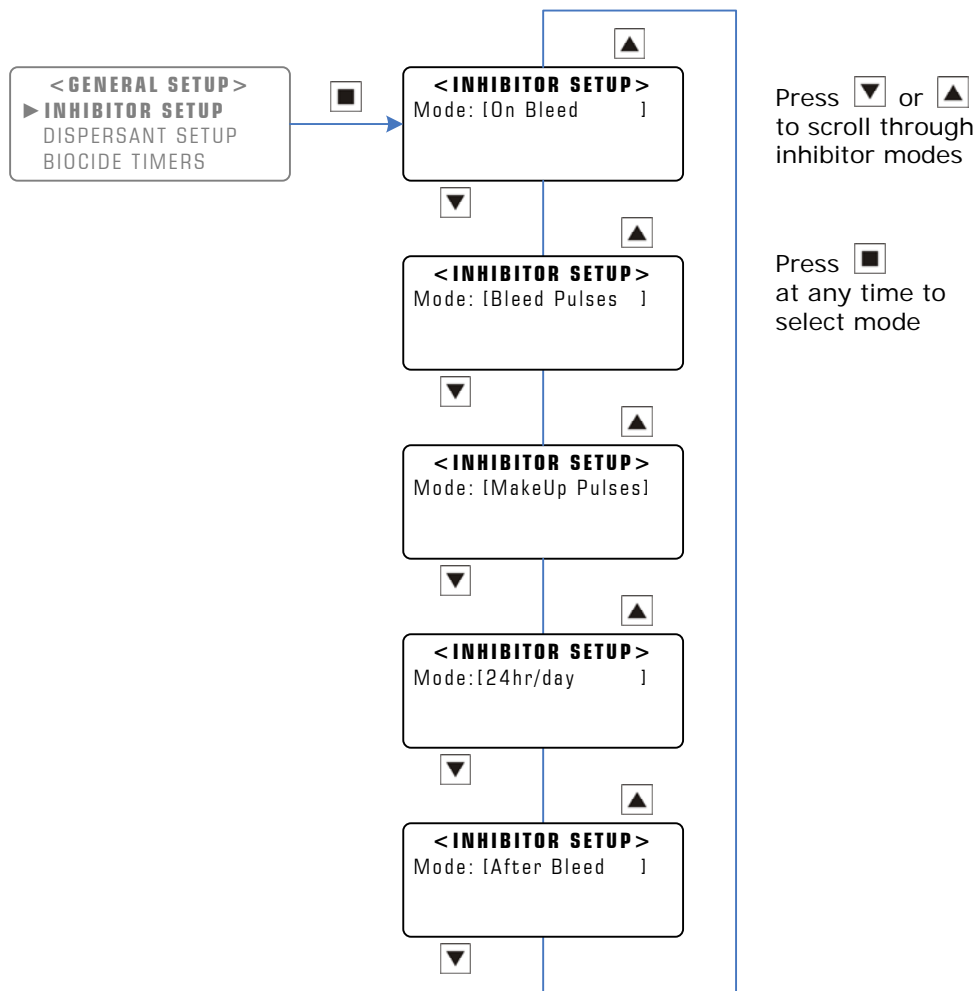 <GENERAL SETUP>
►INHIBITOR SETUP
DISPERSANT SETUP
BIOCIDE TIMERS
<INHIBITOR SETUP>
Mode: [On Bleed ]
<INHIBITOR SETUP>
Mode: [Bleed Pulses ]
<INHIBITOR SETUP>
Mode: [MakeUp Pulses]
<INHIBITOR SETUP>
Mode:[24hr/day ]
<INHIBITOR SETUP>
Mode: [After Bleed ]
Press ▼ or ▲
to scroll through
inhibitor modes
Press ■
at any time to
select mode